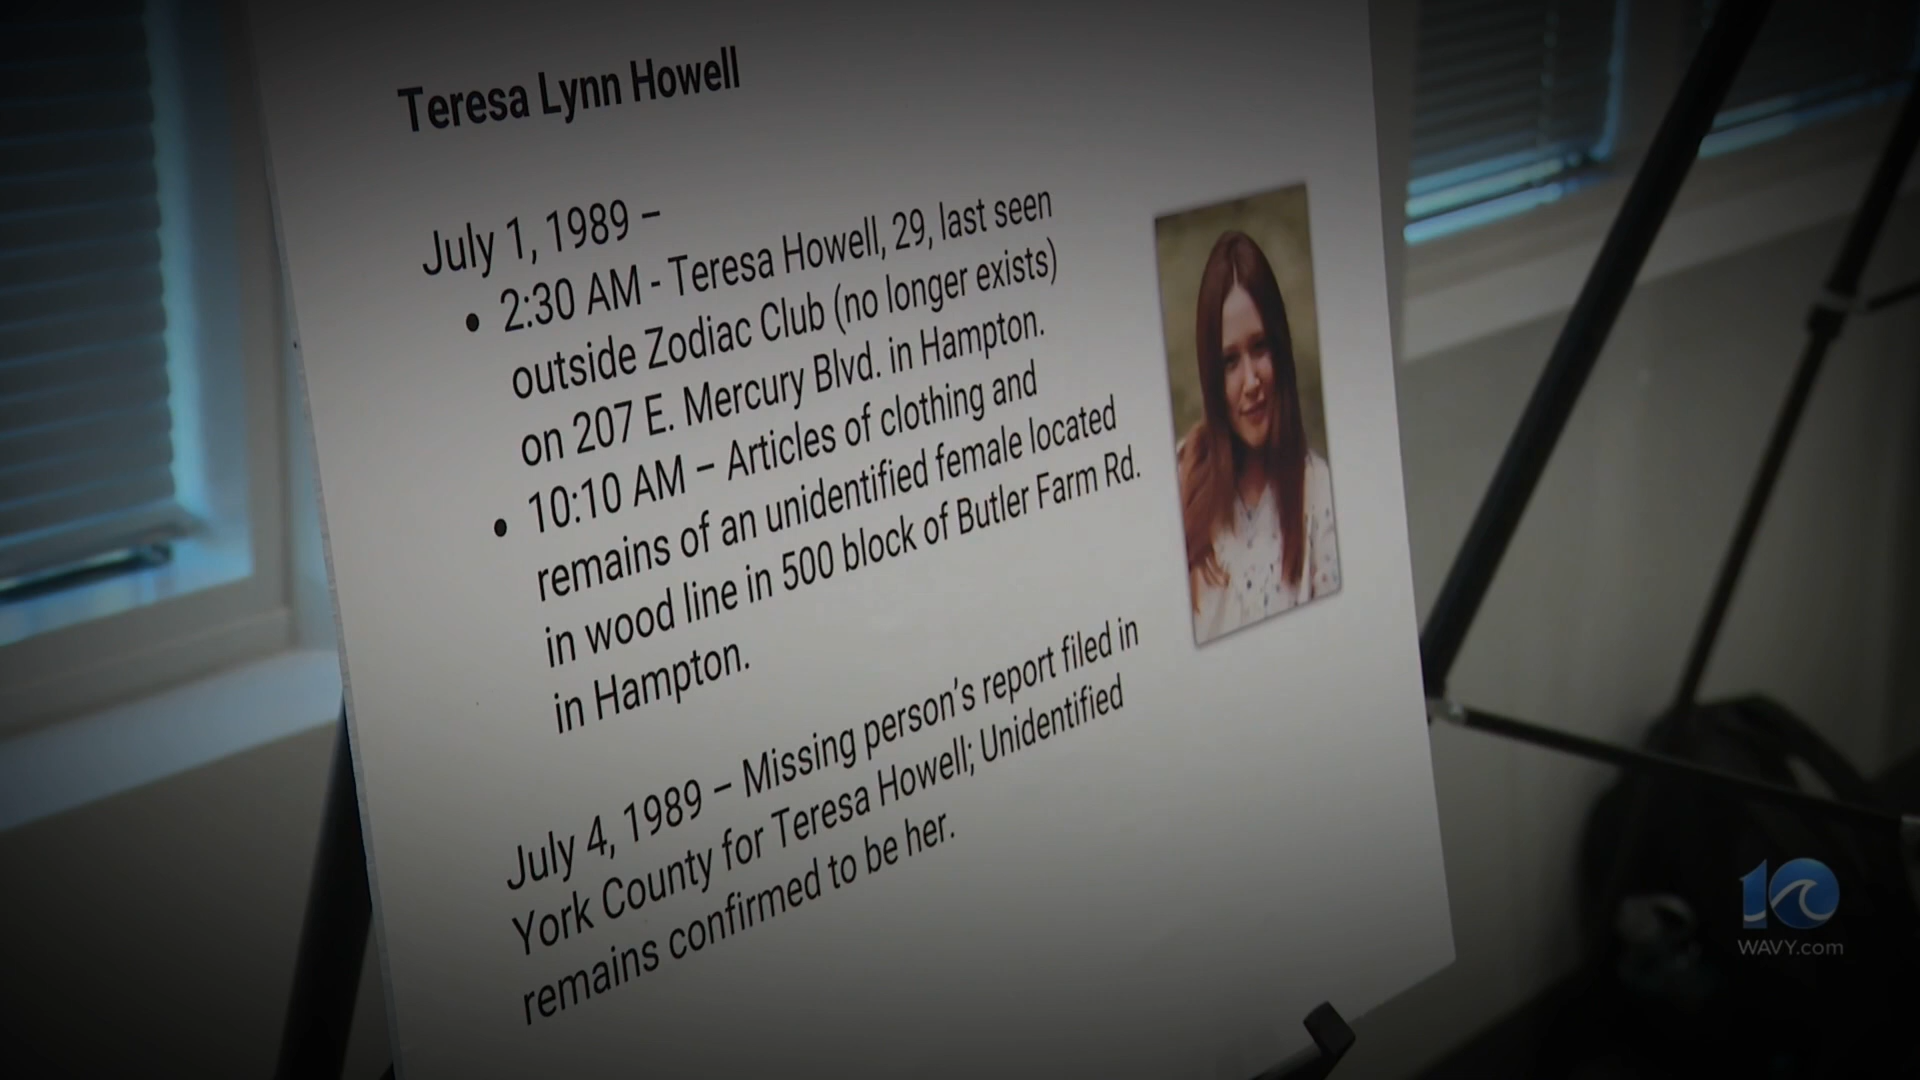 Teresa Lynn Howell
July 1, 1989 –
• 2:30 AM - Teresa Howell, 29, last seen
outside Zodiac Club (no longer exists)
on 207 E. Mercury Blvd. in Hampton.
• 10:10 AM – Articles of clothing and
remains of an unidentified female located
in wood line in 500 block of Butler Farm Rd.
in Hampton.
July 4, 1989 – Missing person’s report filed in
York County for Teresa Howell; Unidentified
remains confirmed to be her.
10
WAVY.com